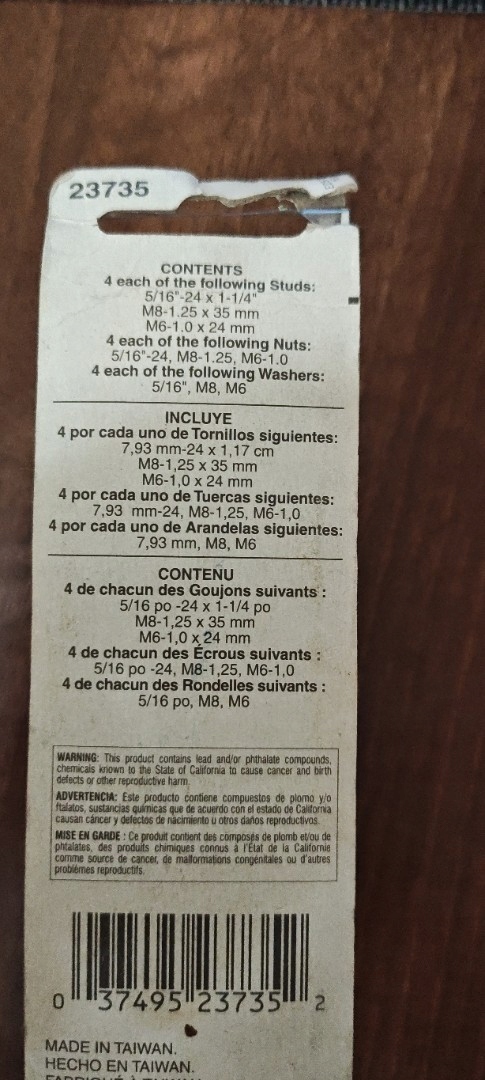 23735
CONTENTS
4 each of the following Studs:
5/16"-24 x 1-1/4"
M8-1.25 x 35 mm
M6-1.0 x 24 mm
4 each of the following Nuts:
5/16"-24, M8-1.25, M6-1.0
4 each of the following Washers:
5/16", M8, M6
INCLUYE
4 por cada uno de Tornillos siguientes:
7,93 mm-24 x 1,17 cm
M8-1,25 x 35 mm
M6-1,0 x 24 mm
4 por cada uno de Tuercas siguientes:
7,93 mm-24, M8-1,25, M6-1,0
4 por cada uno de Arandelas siguientes:
7,93 mm, M8, M6
CONTENU
4 de chacun des Goujons suivants :
5/16 po -24 x 1-1/4 po
M8-1,25 x 35 mm
M6-1,0 x 24 mm
4 de chacun des Écrous suivants :
5/16 po -24, M8-1,25, M6-1,0
4 de chacun des Rondelles suivants :
5/16 po, M8, M6
WARNING: This product contains lead and/or phthalate compounds,
chemicals known to the State of California to cause cancer and birth
defects or other reproductive harm.
ADVERTENCIA: Este producto contiene compuestos de plomo y/o
ftalatos, sustancias químicas que de acuerdo con el estado de California
causan cáncer y defectos de nacimiento u otros daños reproductivos.
MISE EN GARDE : Ce produit contient des composés de plomb et/ou de
phtalates, des produits chimiques connus à l'État de la Californie
comme source de cancer, de malformations congénitales ou d'autres
problèmes reproductifs.
0 37495 23735 2
MADE IN TAIWAN.
HECHO EN TAIWAN.